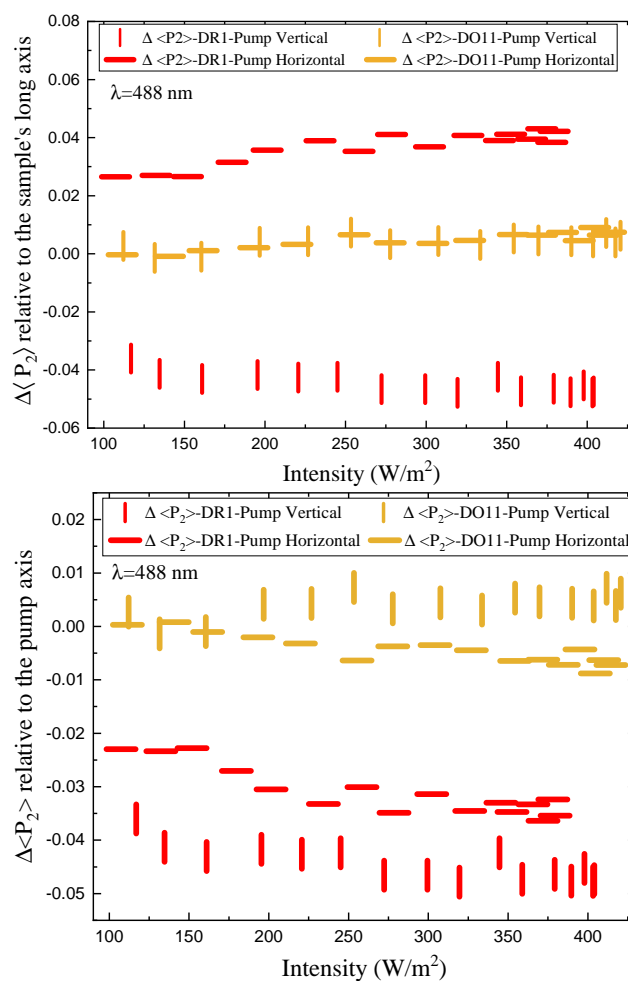 Δ <P2>-DR1-Pump Vertical Δ <P2>-DO11-Pump Vertical
Δ <P2>-DR1-Pump Horizontal Δ <P2>-DO11-Pump Horizontal
λ=488 nm
Δ⟨ P₂⟩ relative to the sample's long axis
0.08
0.06
0.04
0.02
0.00
-0.02
-0.04
-0.06
100 150 200 250 300 350 400
Intensity (W/m²)
Δ <P₂>-DR1-Pump Vertical Δ <P₂>-DO11-Pump Vertical
Δ <P₂>-DR1-Pump Horizontal Δ <P₂>-DO11-Pump Horizontal
λ=488 nm
Δ<P₂> relative to the pump axis
0.02
0.01
0.00
-0.01
-0.02
-0.03
-0.04
-0.05
100 150 200 250 300 350 400
Intensity (W/m²)